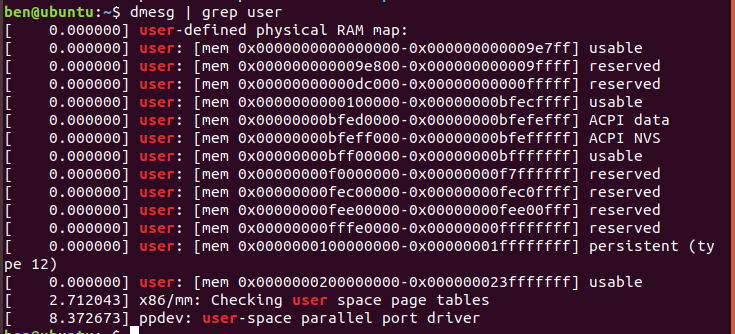 ben@ubuntu:~$ dmesg | grep user
[    0.000000] user-defined physical RAM map:
[    0.000000] user: [mem 0x0000000000000000-0x000000000009e7ff] usable
[    0.000000] user: [mem 0x000000000009e800-0x000000000009ffff] reserved
[    0.000000] user: [mem 0x00000000000dc000-0x00000000000fffff] reserved
[    0.000000] user: [mem 0x0000000000100000-0x00000000bfecffff] usable
[    0.000000] user: [mem 0x00000000bfed0000-0x00000000bfefefff] ACPI data
[    0.000000] user: [mem 0x00000000bfeff000-0x00000000bfefffff] ACPI NVS
[    0.000000] user: [mem 0x00000000bff00000-0x00000000bfffffff] usable
[    0.000000] user: [mem 0x00000000f0000000-0x00000000f7ffffff] reserved
[    0.000000] user: [mem 0x00000000fec00000-0x00000000fec0ffff] reserved
[    0.000000] user: [mem 0x00000000fee00000-0x00000000fee00fff] reserved
[    0.000000] user: [mem 0x00000000fffe0000-0x00000000ffffffff] reserved
[    0.000000] user: [mem 0x0000000100000000-0x00000001ffffffff] persistent (ty
pe 12)
[    0.000000] user: [mem 0x0000000200000000-0x000000023fffffff] usable
[    2.712043] x86/mm: Checking user space page tables
[    8.372673] ppdev: user-space parallel port driver
ben@ubuntu:~$